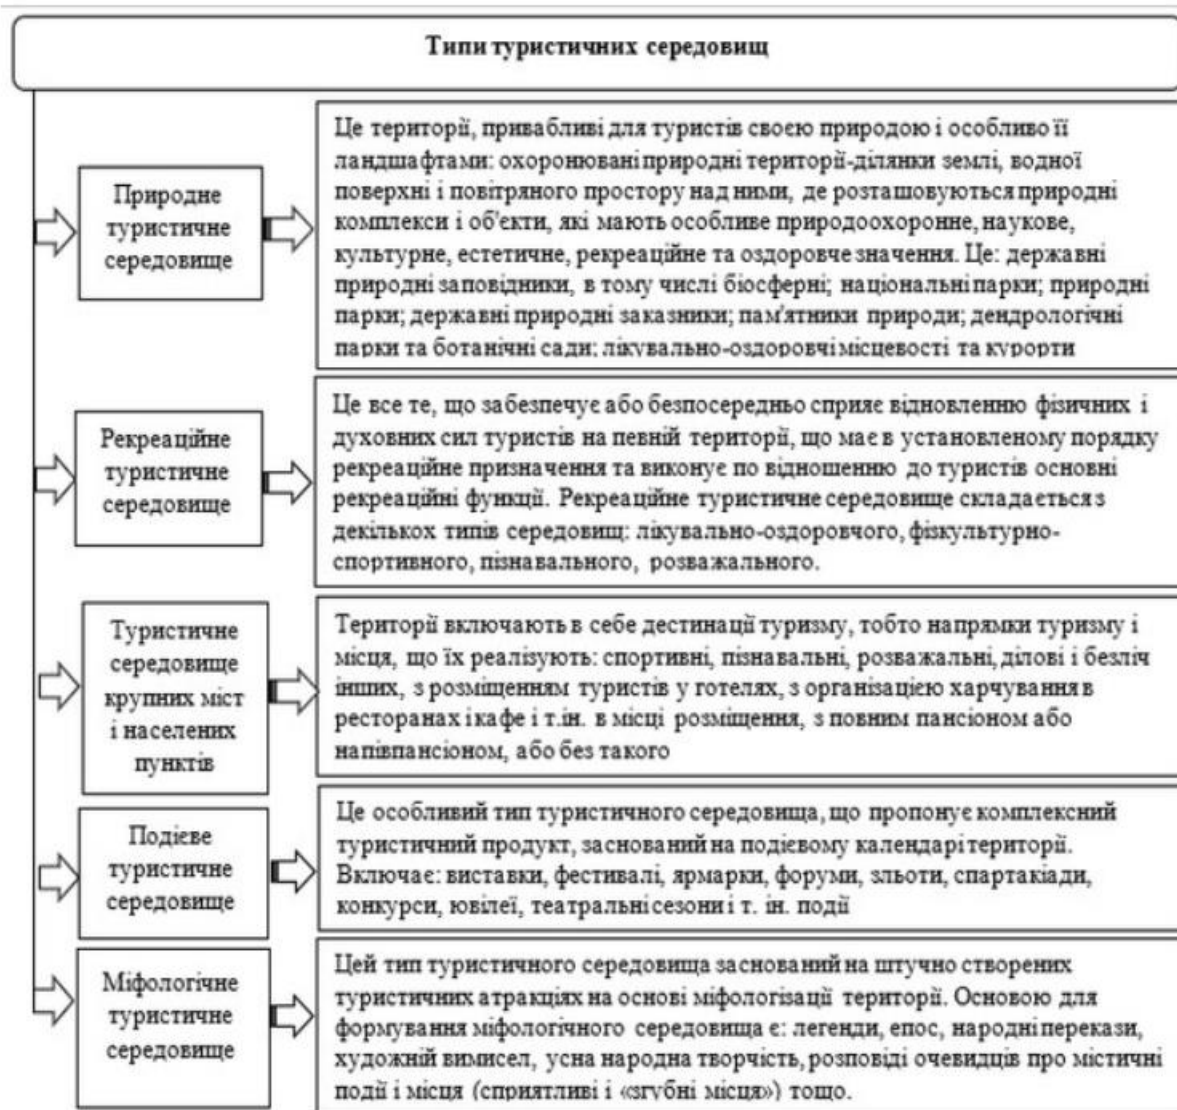 Типи туристичних середовищ
Природне
туристичне
середовище
Це території, привабливі для туристів своєю природою і особливо її
ландшафтами: охоронювані природні території-ділянки землі, водної
поверхні і повітряного простору над ними, де розташовуються природні
комплекси і об'єкти, які мають особливе природоохоронне, наукове,
культурне, естетичне, рекреаційне та оздоровче значення. Це: державні
природні заповідники, в тому числі біосферні; національні парки; природні
парки; державні природні заказники; пам'ятники природи; дендрологічні
парки та ботанічні сади; лікувально-оздоровчі місцевості та курорти
Рекреаційне
туристичне
середовище
Це все те, що забезпечує або безпосередньо сприяє відновленню фізичних і
духовних сил туристів на певній території, що має в установленому порядку
рекреаційне призначення та виконує по відношенню до туристів основні
рекреаційні функції. Рекреаційне туристичне середовище складається з
декількох типів середовищ: лікувально-оздоровчого, фізкультурно-
спортивного, пізнавального, розважального.
Туристичне
середовище
крупних міст
і населених
пунктів
Території включають в себе дестинації туризму, тобто напрямки туризму і
місця, що їх реалізують: спортивні, пізнавальні, розважальні, ділові і безліч
інших, з розміщенням туристів у готелях, з організацією харчування в
ресторанах і кафе і т.ін. в місці розміщення, з повним пансіоном або
напівпансіоном, або без такого
Подієве
туристичне
середовище
Це особливий тип туристичного середовища, що пропонує комплексний
туристичний продукт, заснований на подієвому календарі території.
Включає: виставки, фестивалі, ярмарки, форуми, зльоти, спартакіади,
конкурси, ювілеї, театральні сезони і т. ін. події
Міфологічне
туристичне
середовище
Цей тип туристичного середовища заснований на штучно створених
туристичних атракціях на основі міфологізації території. Основою для
формування міфологічного середовища є: легенди, епос, народні перекази,
художній вимисел, усна народна творчість, розповіді очевидців про містичні
події і місця (сприятливі і «згубні місця») тощо.